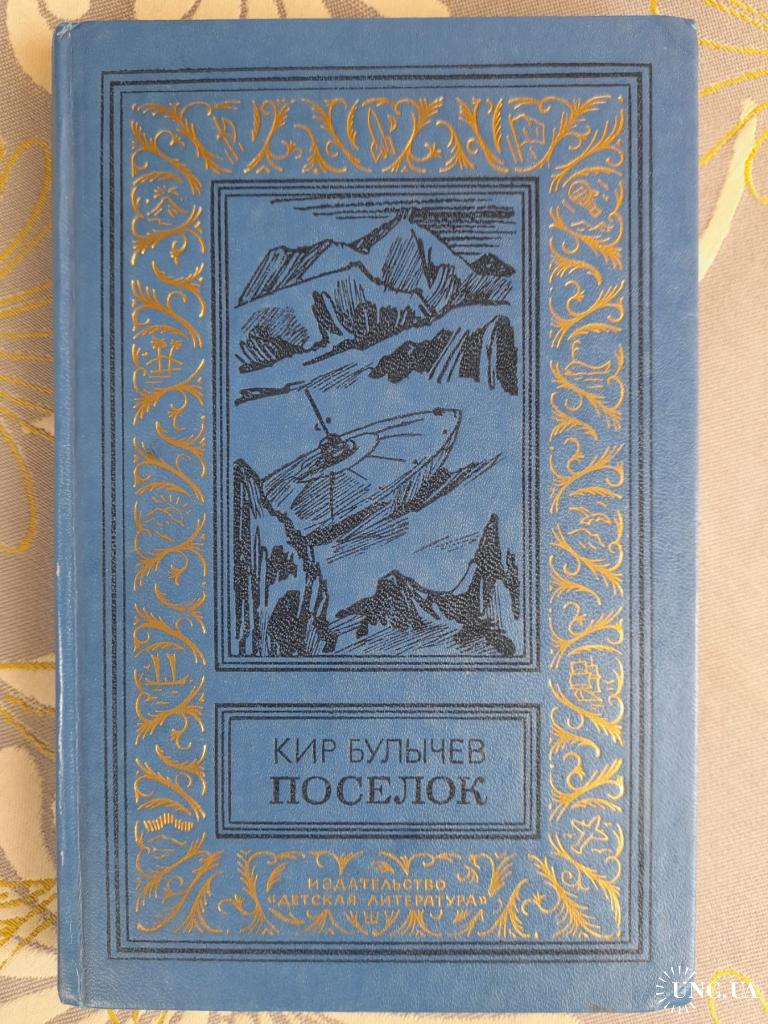 КИР БУЛЫЧЕВ
ПОСЕЛОК
ИЗДАТЕЛЬСТВО
«ДЕТСКАЯ ЛИТЕРАТУРА»
UNC.UA